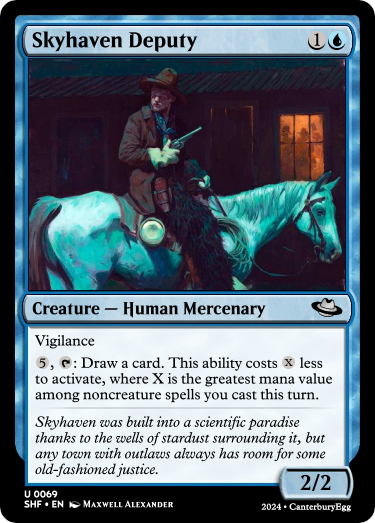 Skyhaven Deputy 1
Creature — Human Mercenary
Vigilance
5, : Draw a card. This ability costs X less
to activate, where X is the greatest mana value
among noncreature spells you cast this turn.
Skyhaven was built into a scientific paradise
thanks to the wells of stardust surrounding it, but
any town with outlaws always has room for some
old-fashioned justice.
2/2
U 0069
SHF • EN Maxwell Alexander
2024 • CanterburyEgg